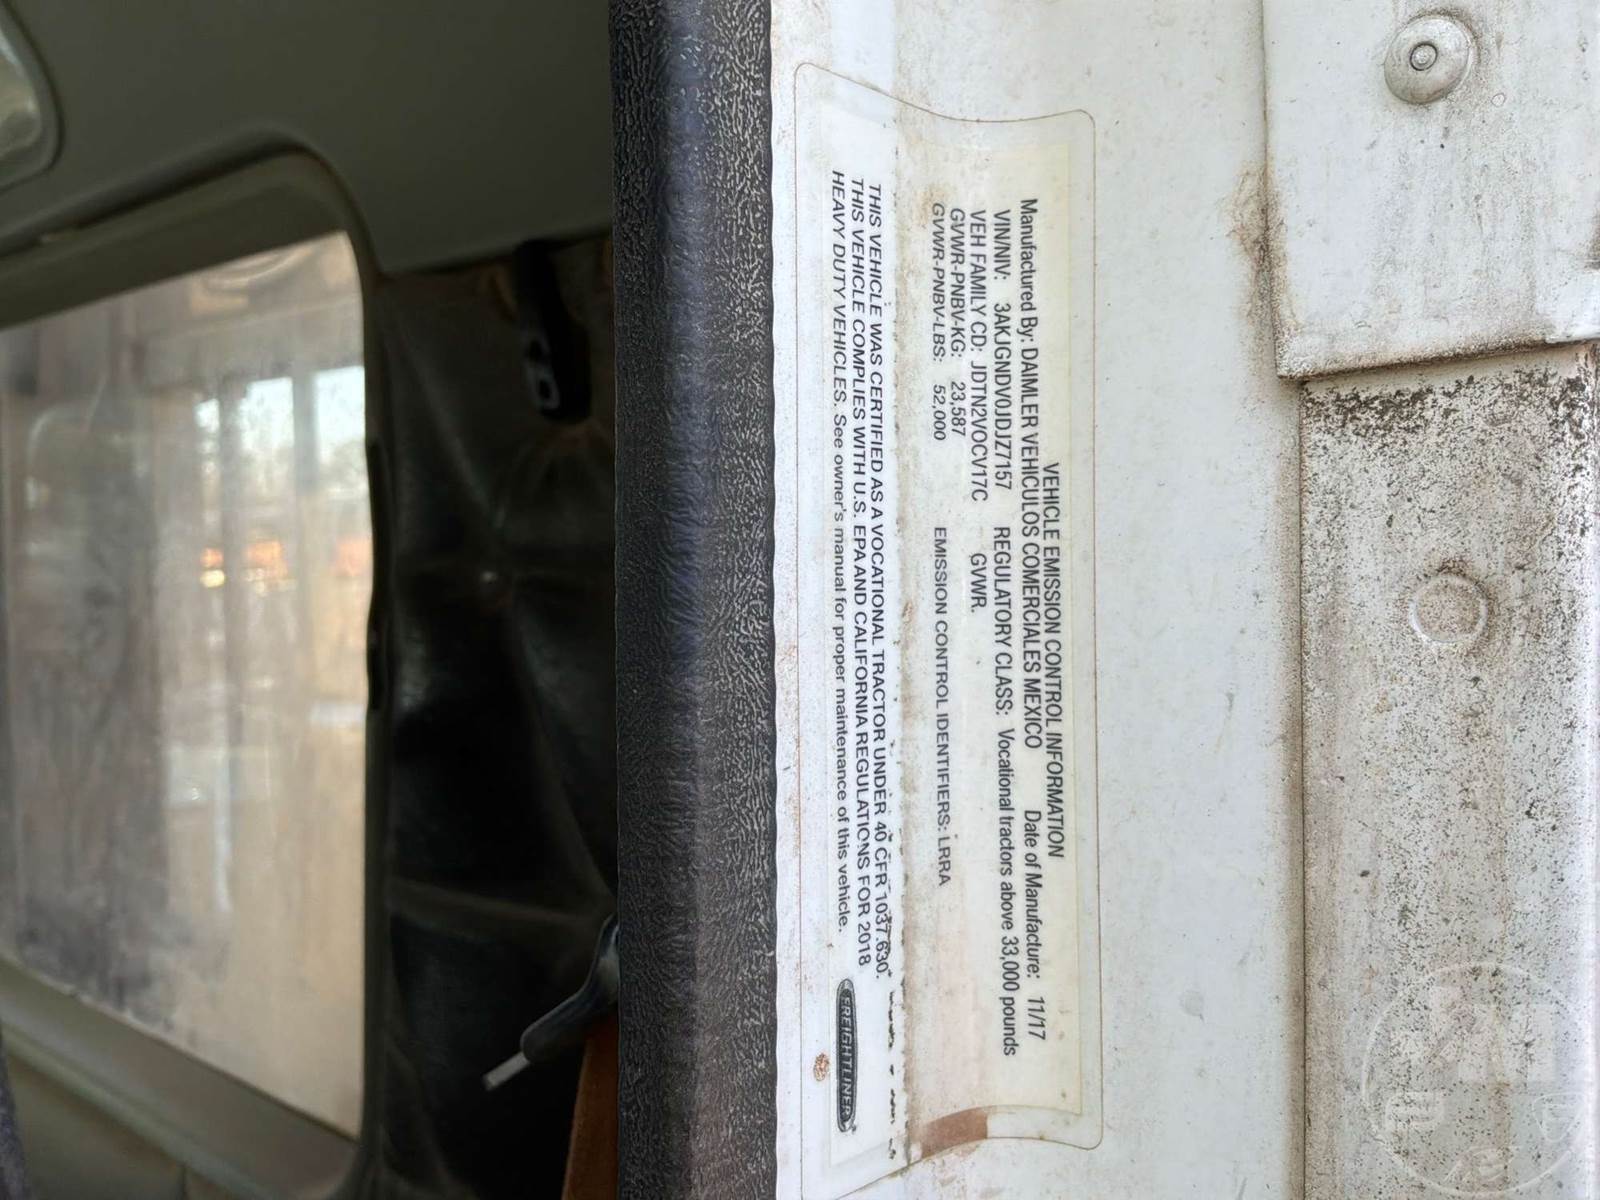 VEHICLE EMISSION CONTROL INFORMATION
Manufactured By: DAIMLER VEHICULOS COMERCIALES MEXICO Date of Manufacture: 11/17
VIN/NIV: 3AKJGNDV0JDJZ7157 REGULATORY CLASS: Vocational tractors above 33,000 pounds
VEH FAMILY CD: JDTN2VOCV17C GVWR.
GVWR-PNBV-KG: 23,587
GVWR-PNBV-LBS: 52,000 EMISSION CONTROL IDENTIFIERS: LRRA
THIS VEHICLE WAS CERTIFIED AS A VOCATIONAL TRACTOR UNDER 40 CFR 1037.630.
THIS VEHICLE COMPLIES WITH U.S. EPA AND CALIFORNIA REGULATIONS FOR 2018
HEAVY DUTY VEHICLES. See owner's manual for proper maintenance of this vehicle.
FREIGHTLINER